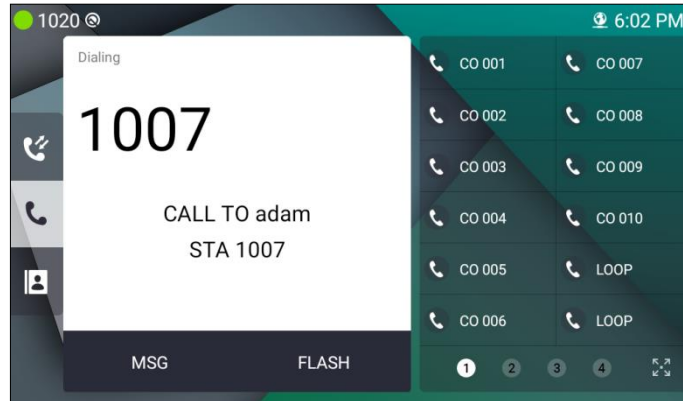 1020
6:02 PM
Dialing
1007
CALL TO adam
STA 1007
MSG
FLASH
CO 001
CO 007
CO 002
CO 008
CO 003
CO 009
CO 004
CO 010
CO 005
LOOP
CO 006
LOOP
1
2
3
4